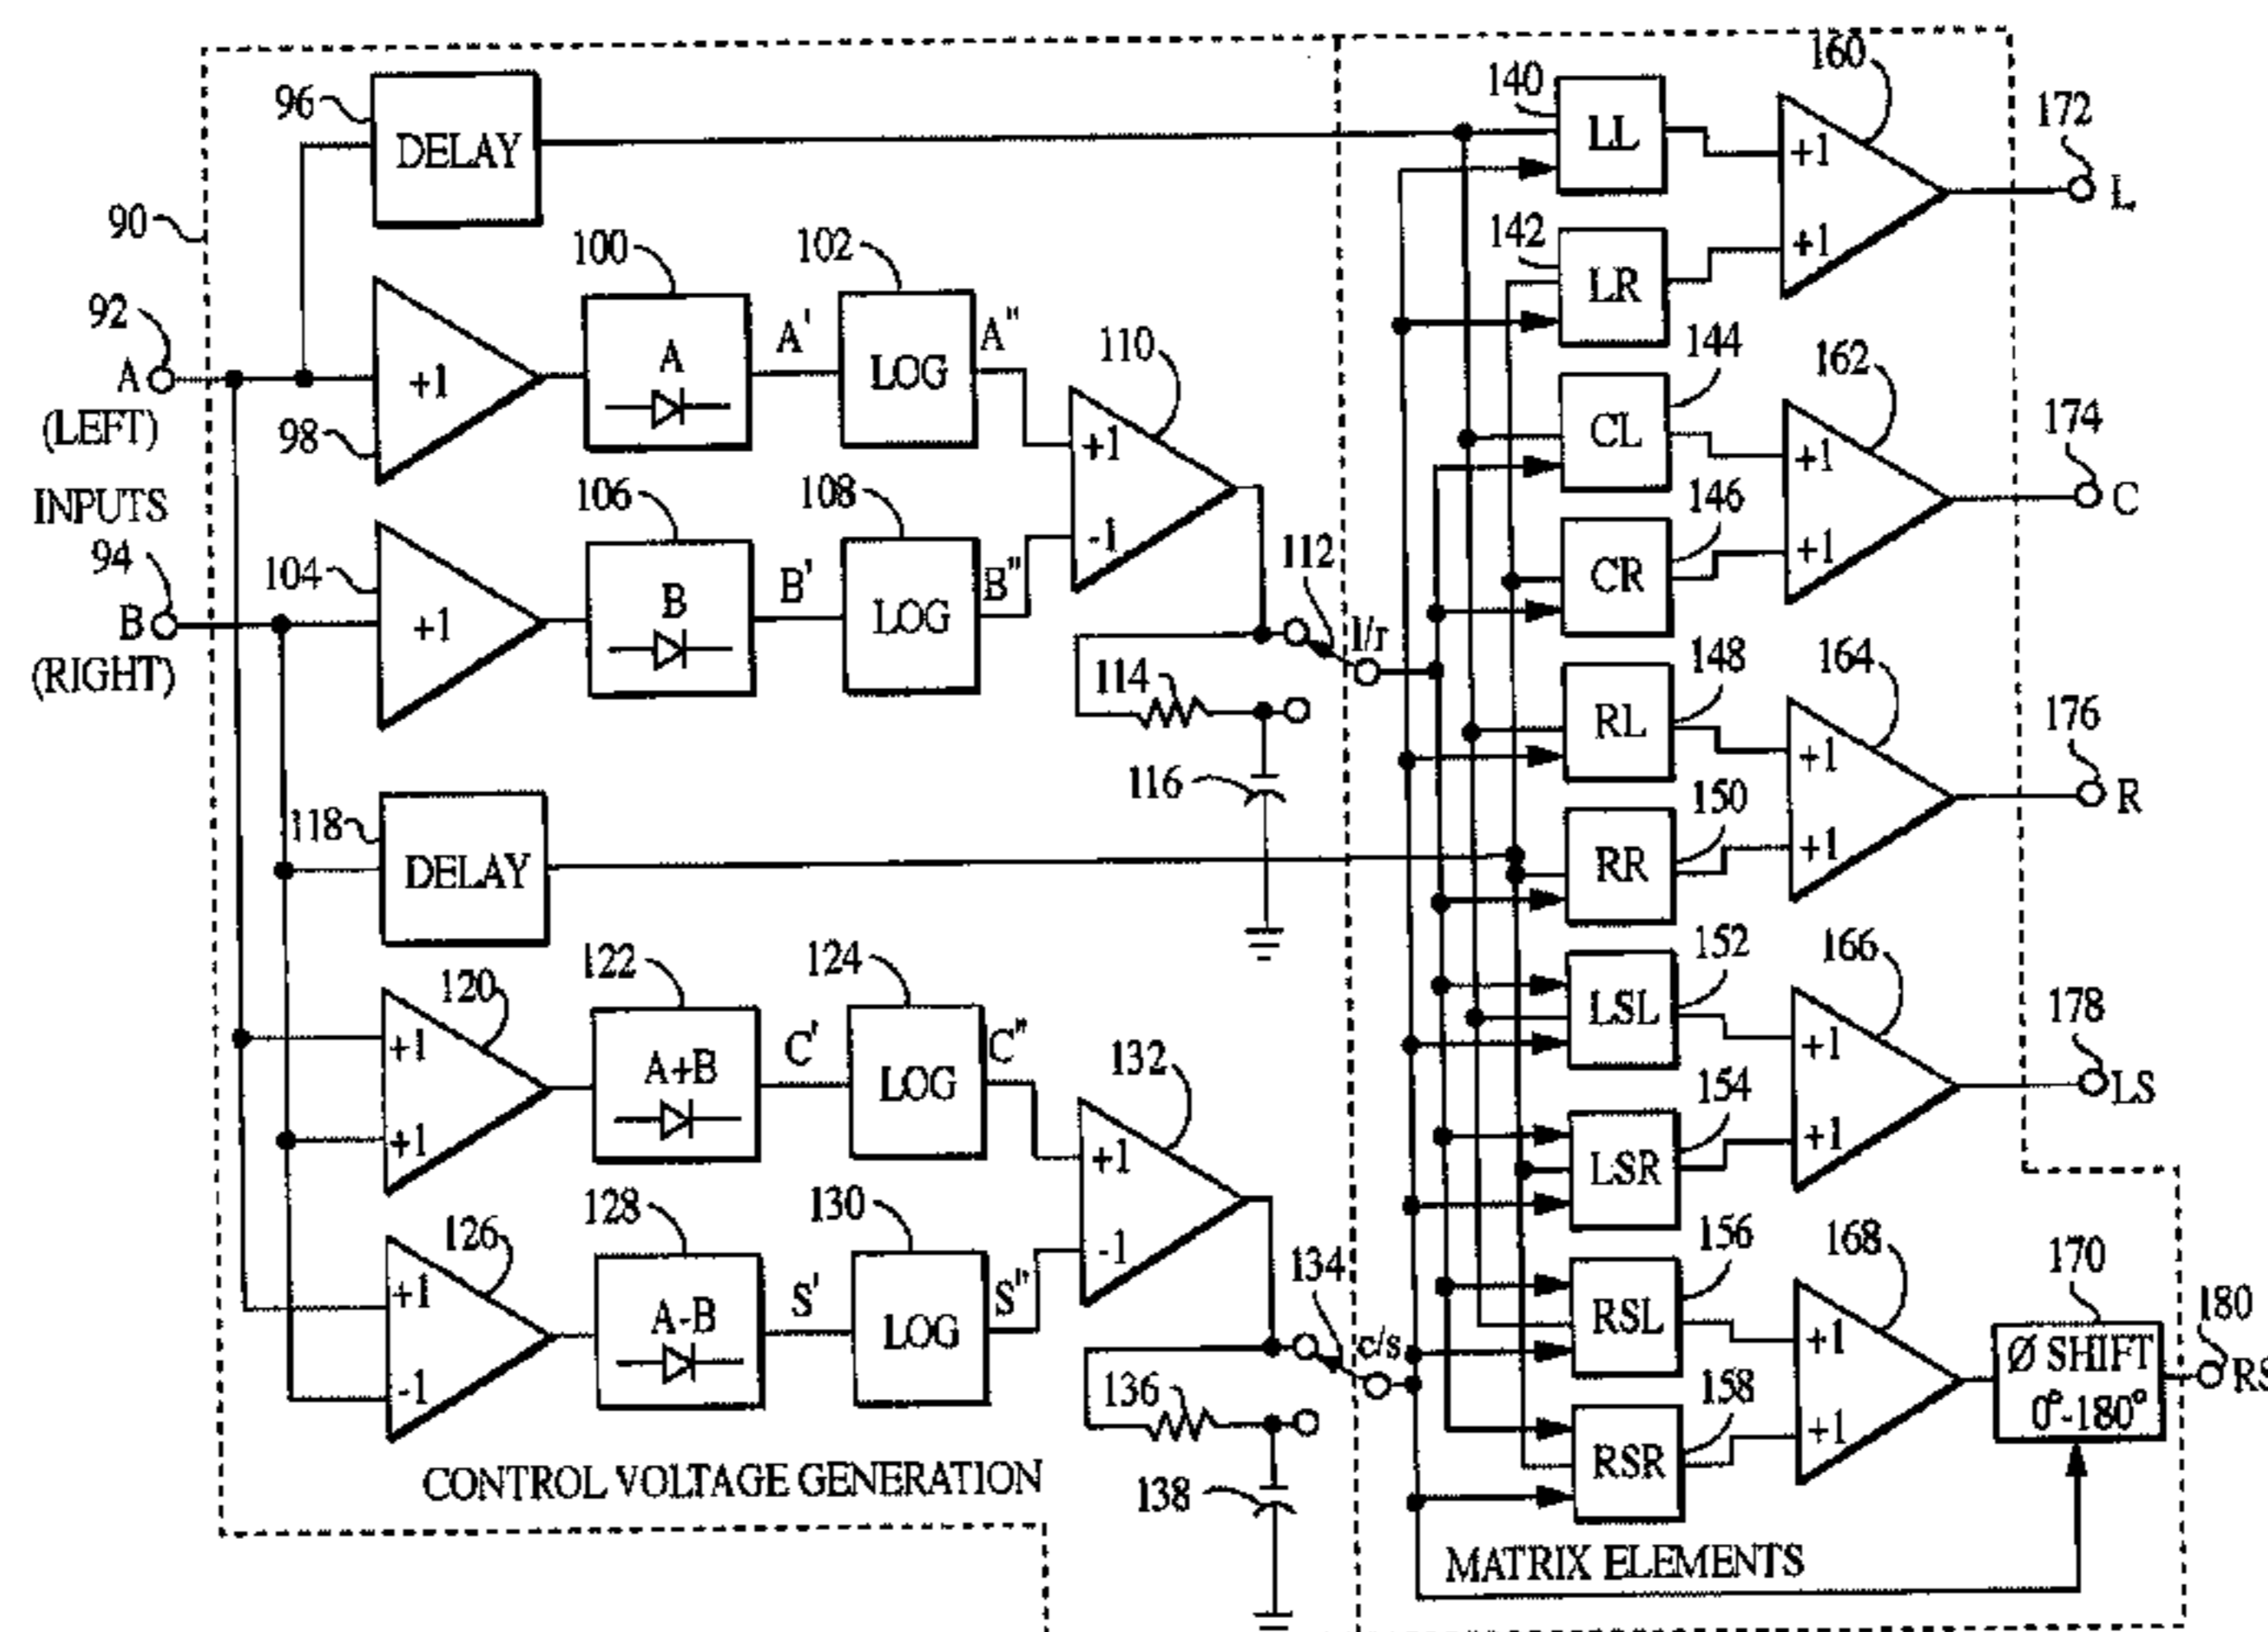 96
DELAY
90
92
A
(LEFT)
98
+1
100
A
A'
102
LOG
A"
110
+1
-1
INPUTS
94
B
(RIGHT)
104
+1
106
B
B'
108
LOG
B"
112
l/r
114
116
118
DELAY
120
+1
+1
122
A+B
C'
124
LOG
C"
132
+1
-1
126
+1
-1
128
A-B
S'
130
LOG
S"
134
c/s
136
138
CONTROL VOLTAGE GENERATION
140
LL
142
LR
160
+1
+1
172
L
144
CL
146
CR
162
+1
+1
174
C
148
RL
150
RR
164
+1
+1
176
R
152
LSL
154
LSR
166
+1
+1
178
LS
156
RSL
158
RSR
168
+1
+1
170
Ø SHIFT
0°-180°
180
RS
MATRIX ELEMENTS